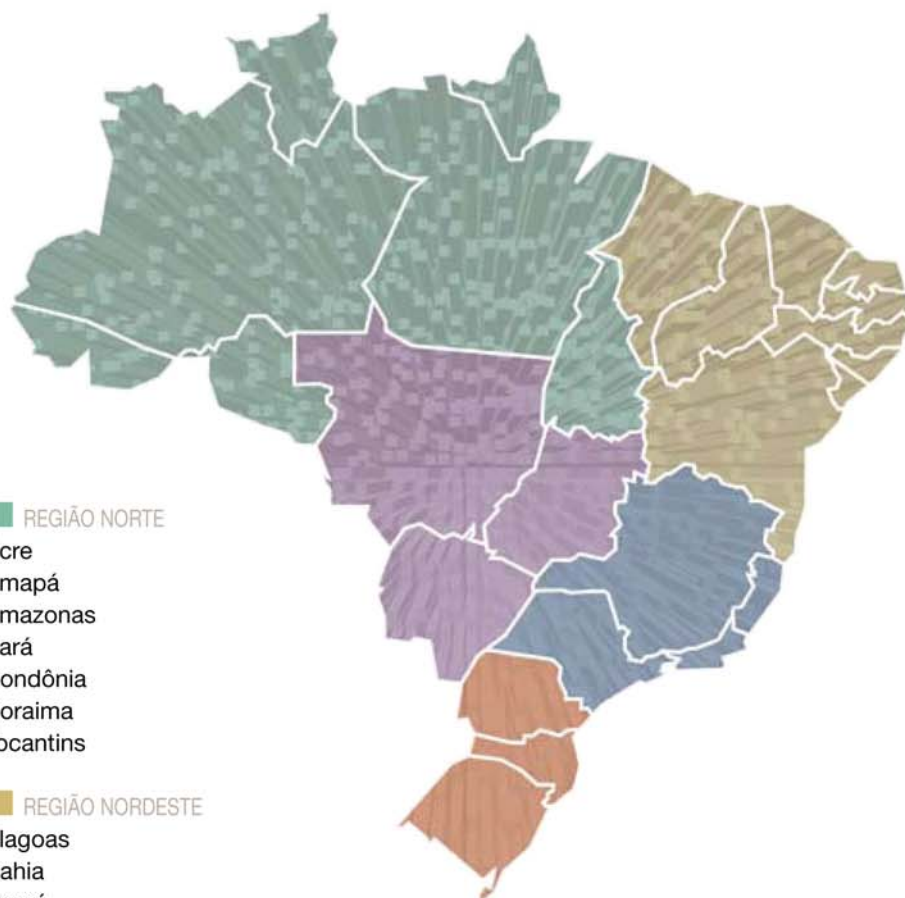 REGIÃO NORTE
cre
mapá
mazonas
ará
ondônia
oraima
ocantins
REGIÃO NORDESTE
lagoas
ahia